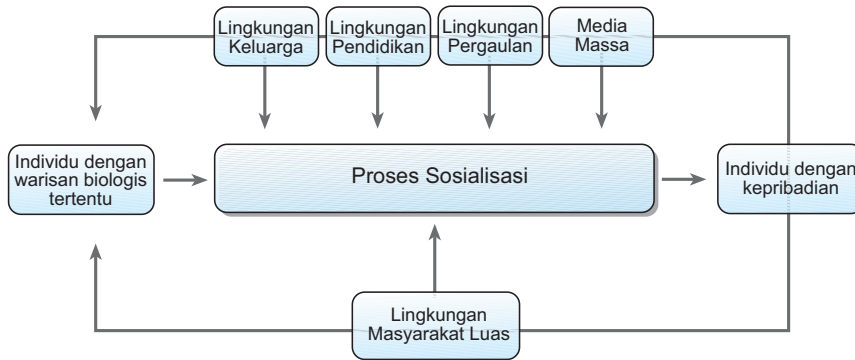 Lingkungan
Keluarga
Lingkungan
Pendidikan
Lingkungan
Pergaulan
Media
Massa
Individu dengan
warisan biologis
tertentu
Proses Sosialisasi
Individu dengan
kepribadian
Lingkungan
Masyarakat Luas